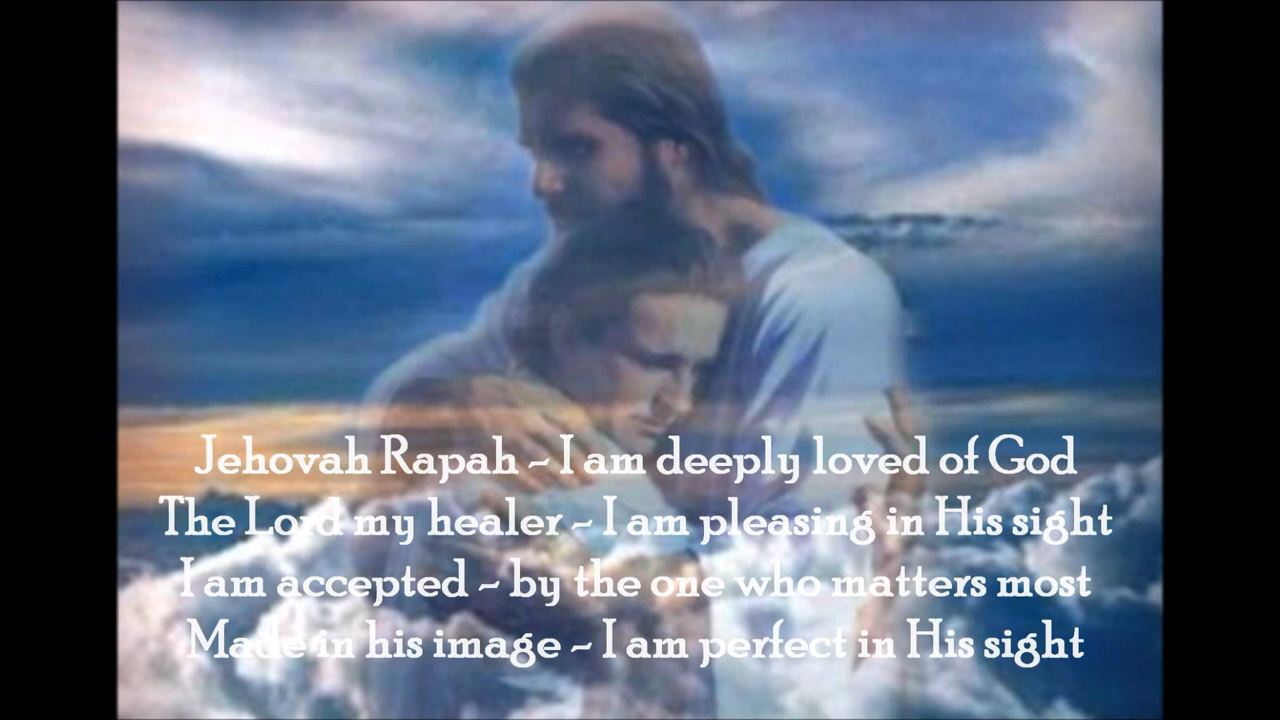 Jehovah Rapah ~ I am deeply loved of God
The Lord my healer ~ I am pleasing in His sight
I am accepted ~ by the one who matters most
Made in his image ~ I am perfect in His sight